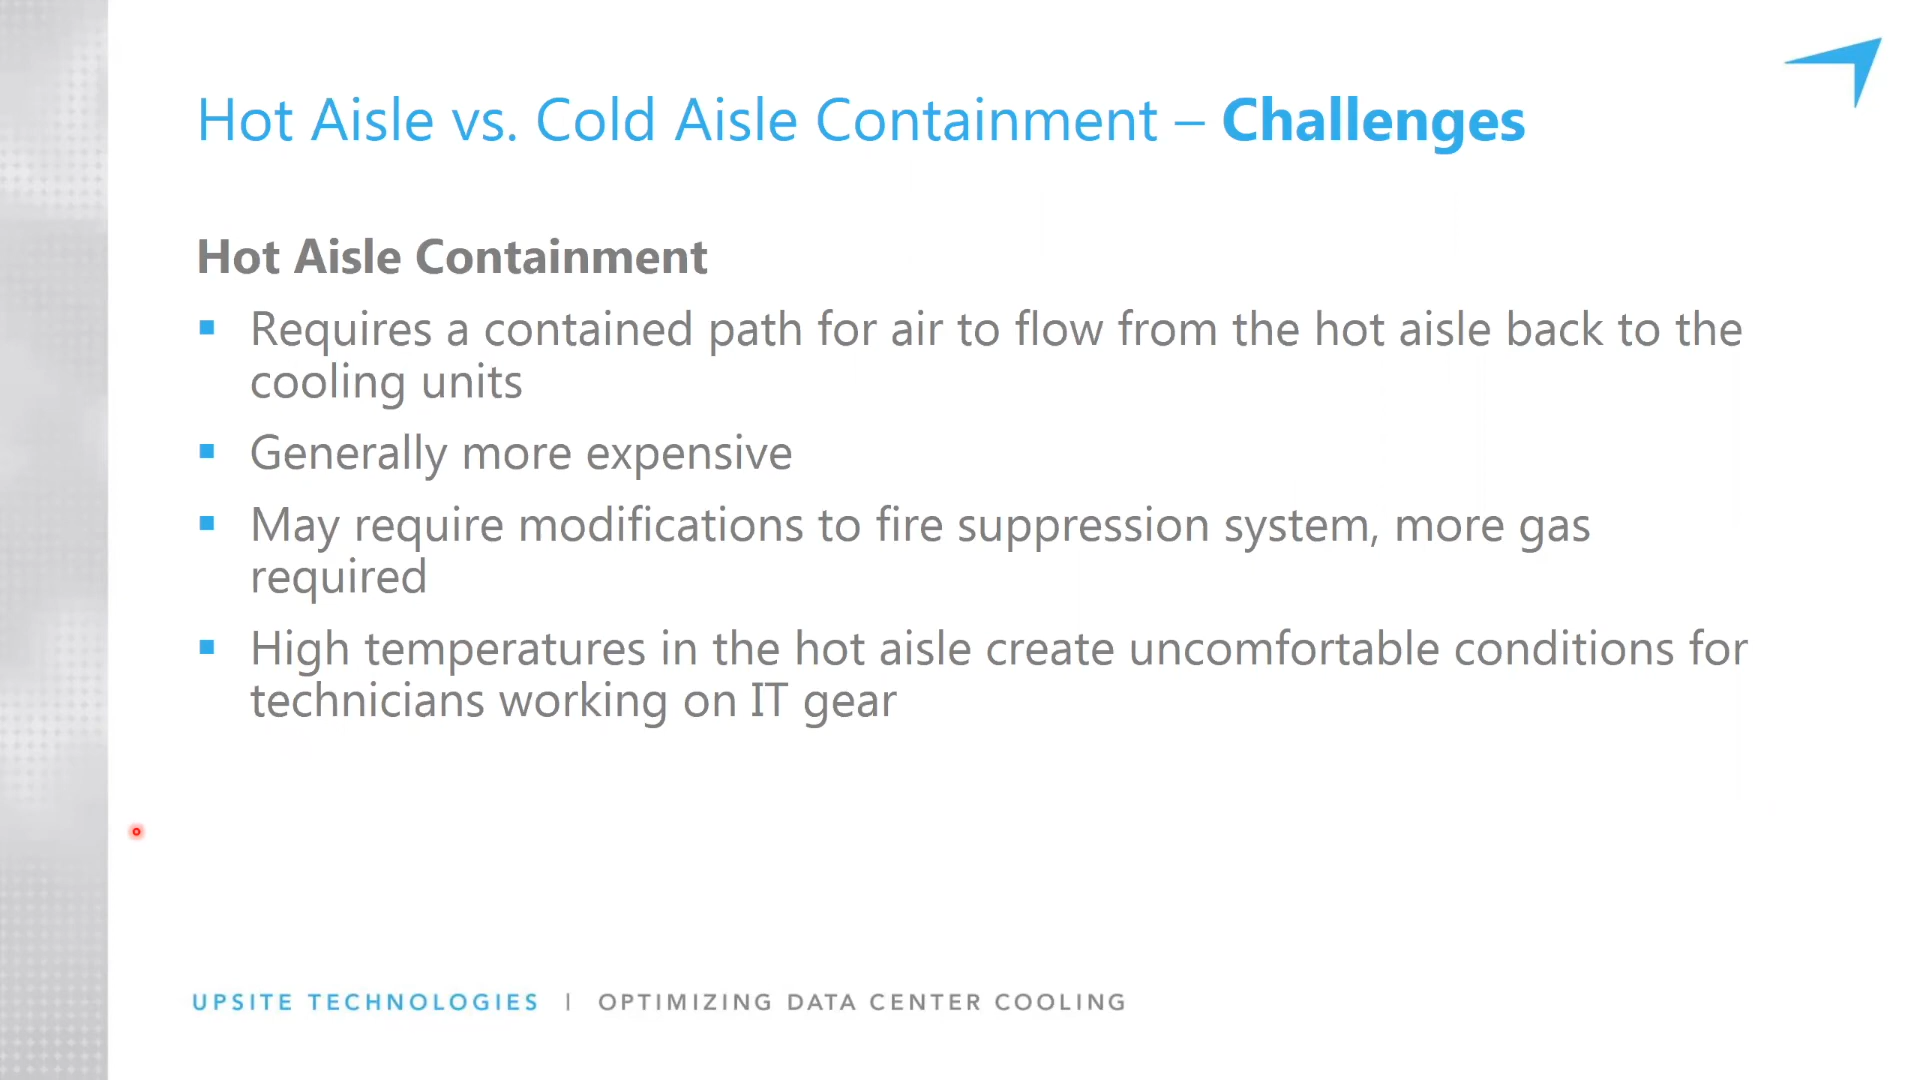 Hot Aisle vs. Cold Aisle Containment – Challenges
Hot Aisle Containment
▪ Requires a contained path for air to flow from the hot aisle back to the
cooling units
▪ Generally more expensive
▪ May require modifications to fire suppression system, more gas
required
▪ High temperatures in the hot aisle create uncomfortable conditions for
technicians working on IT gear
UPSITE TECHNOLOGIES | OPTIMIZING DATA CENTER COOLING